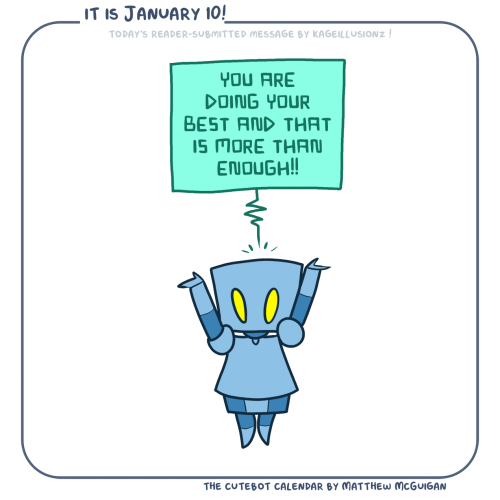 IT IS JANUARY 10!
TODAY'S READER-SUBMITTED MESSAGE BY KAGEILLUSIONZ!
YOU ARE
DOING YOUR
BEST AND THAT
IS MORE THAN
ENOUGH!!
THE CUTEBOT CALENDAR BY MATTHEW MCGUIGAN